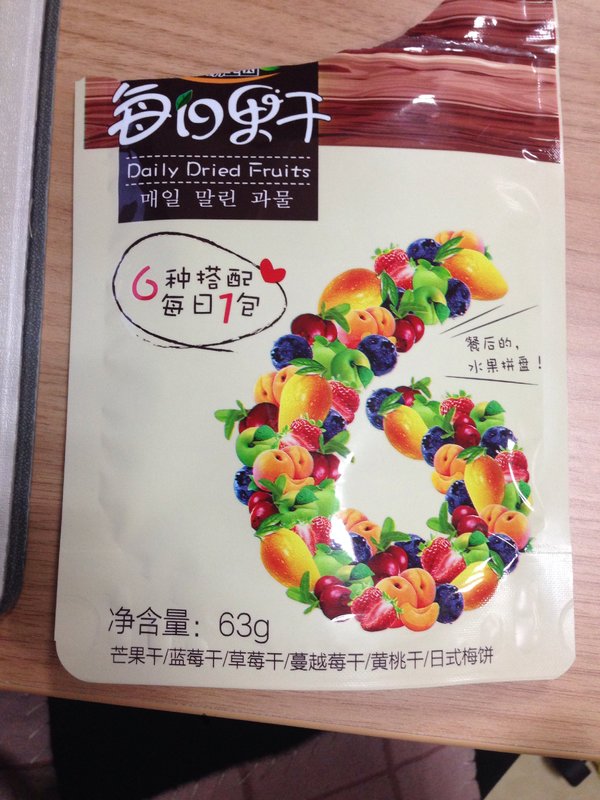 每日果干
Daily Dried Fruits
매일 말린 과물
6种搭配
每日1包
餐后的，
水果拼盘！
净含量：63g
芒果干/蓝莓干/草莓干/蔓越莓干/黄桃干/日式梅饼